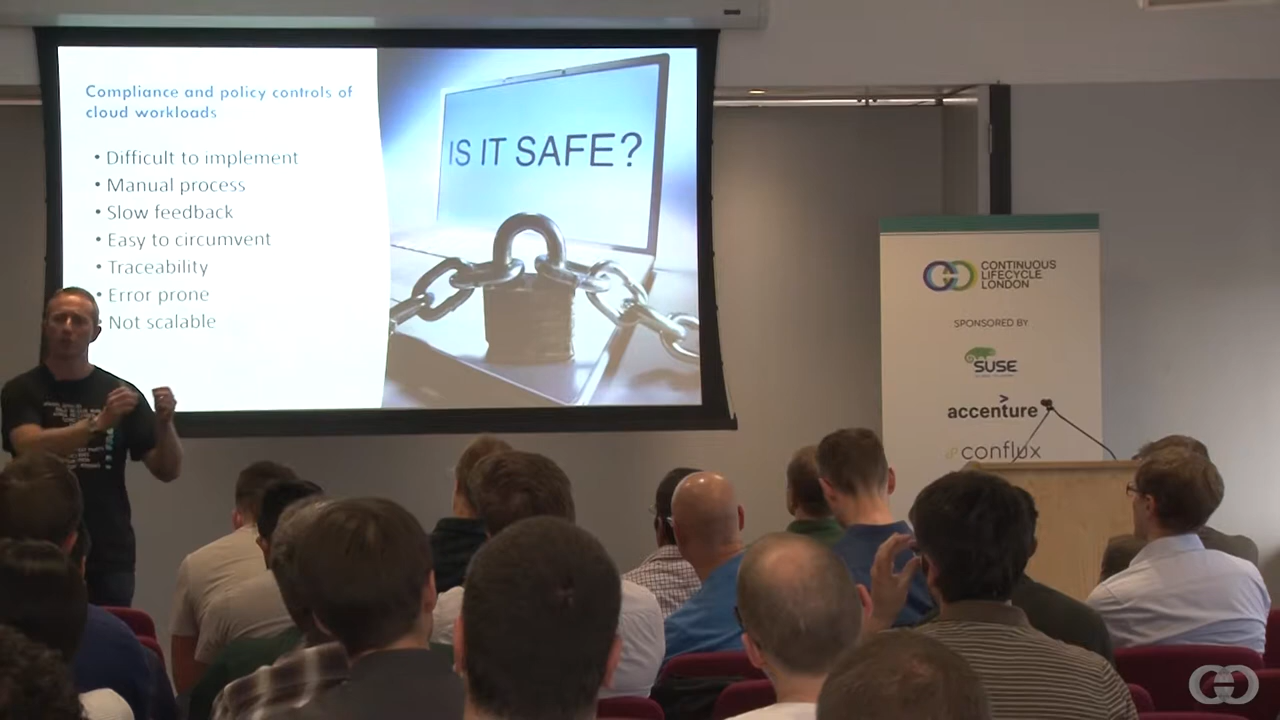 Compliance and policy controls of
cloud workloads
• Difficult to implement
• Manual process
• Slow feedback
• Easy to circumvent
• Traceability
• Error prone
• Not scalable
IS IT SAFE?
CONTINUOUS
LIFECYCLE
LONDON
SPONSORED BY
SUSE
accenture
conflux